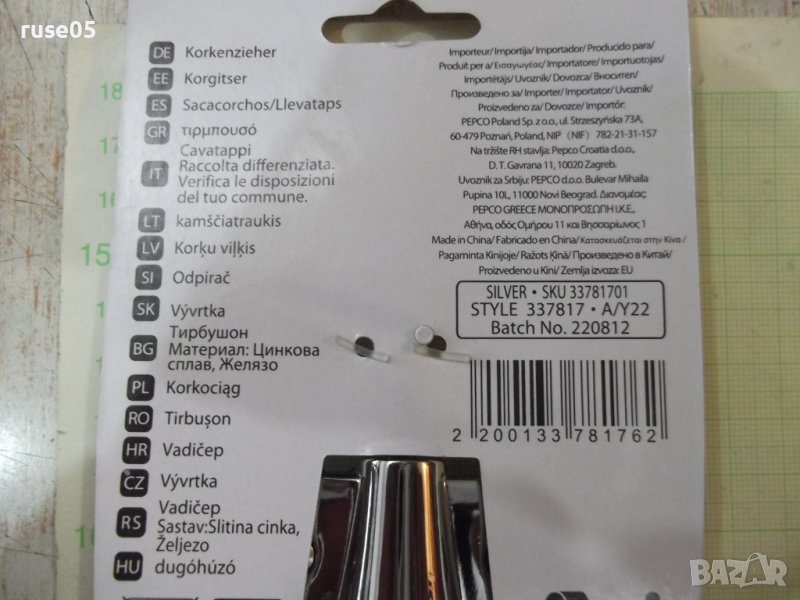 ruse05
DE Korkenzieher
EE Korgitser
ES Sacacorchos/Llevataps
GR τιρμπουσό
IT Cavatappi
Raccolta differenziata.
Verifica le disposizioni
del tuo comune.
LT kamščiatraukis
LV Korķu viļķis
SI Odpirač
SK Vývrtka
BG Тирбушон
Материал: Цинкова
сплав, Желязо
PL Korkociąg
RO Tirbușon
HR Vadičep
CZ Vývrtka
RS Vadičep
Sastav:Slitina cinka,
Željezo
HU dugóhúzó
Importeur/ Importija/ Importador/ Producido para/
Produit per a/ Εισαγωγέας/ Importatore/ Importuotojas/
Importētājs/ Uvoznik/ Dovozca/ Вносител/
Произведено за/ Importer/ Importator/ Uvoznik/
Proizvedeno za/ Dovozce/ Importőr:
PEPCO Poland Sp. z o.o., ul. Strzeszyńska 73A,
60-479 Poznań, Poland, NIP (NIF) 782-21-31-157
Na tržište RH stavlja: Pepco Croatia d.o.o.,
D. T. Gavrana 11, 10020 Zagreb.
Uvoznik za Srbiju: PEPCO d.o.o. Bulevar Mihaila
Pupina 10L, 11000 Novi Beograd. Διανομέας:
PEPCO GREECE ΜΟΝΟΠΡΟΣΩΠΗ Ι.Κ.Ε.,
Αθήνα, οδός Ομήρου 11 και Βησσαρίωνος 1
Made in China/ Fabricado en China/ Κατασκευάζεται στην Κίνα /
Pagaminta Kinijoje/ Ražots Ķīnā/ Произведено в Китай/
Proizvedeno u Kini/ Zemlja izvoza: EU
SILVER • SKU 33781701
STYLE 337817 • A/Y22
Batch No. 220812
2 200133 781762
BAZAR